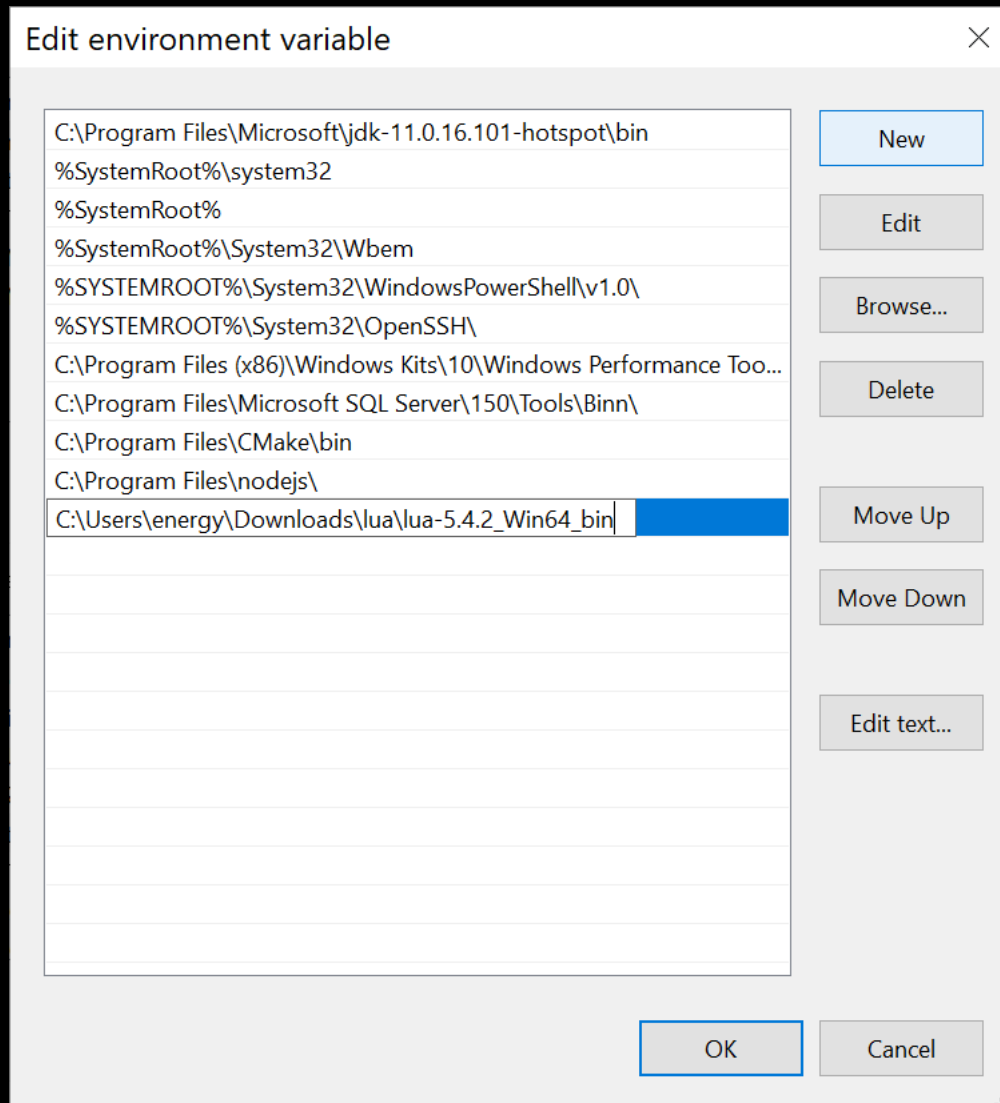 Edit environment variable
C:\Program Files\Microsoft\jdk-11.0.16.101-hotspot\bin
%SystemRoot%\system32
%SystemRoot%
%SystemRoot%\System32\Wbem
%SYSTEMROOT%\System32\WindowsPowerShell\v1.0\
%SYSTEMROOT%\System32\OpenSSH\
C:\Program Files (x86)\Windows Kits\10\Windows Performance Too...
C:\Program Files\Microsoft SQL Server\150\Tools\Binn\
C:\Program Files\CMake\bin
C:\Program Files\nodejs\
C:\Users\energy\Downloads\lua\lua-5.4.2_Win64_bin
New
Edit
Browse...
Delete
Move Up
Move Down
Edit text...
OK
Cancel